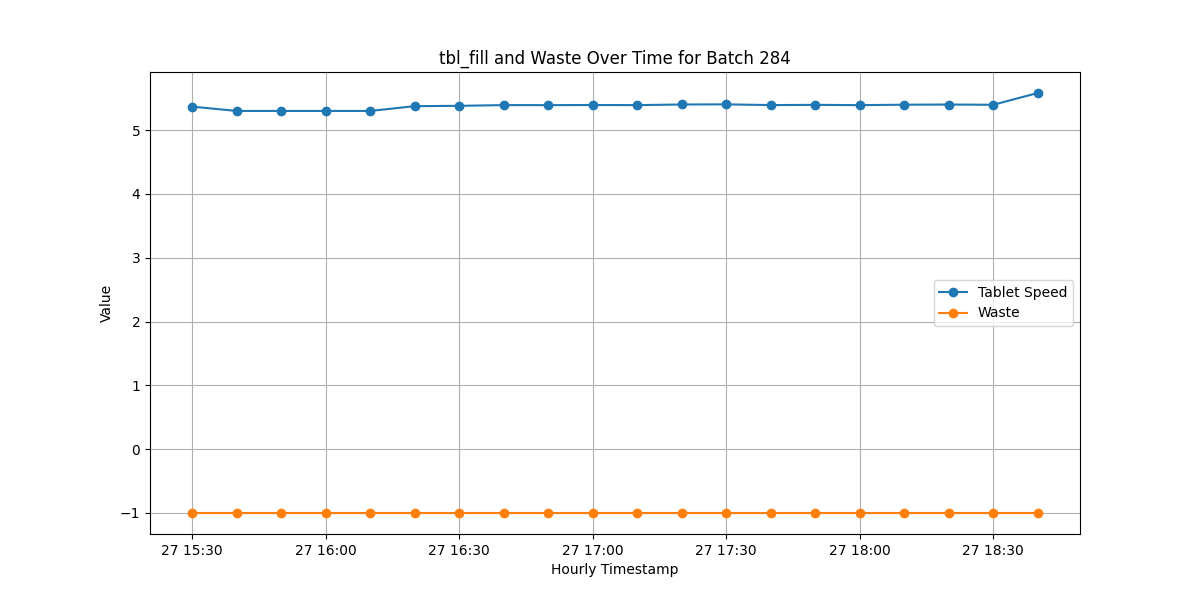 tbl_fill and Waste Over Time for Batch 284
Value
5
4
3
2
1
0
−1
Tablet Speed
Waste
27 15:30 27 16:00 27 16:30 27 17:00 27 17:30 27 18:00 27 18:30
Hourly Timestamp